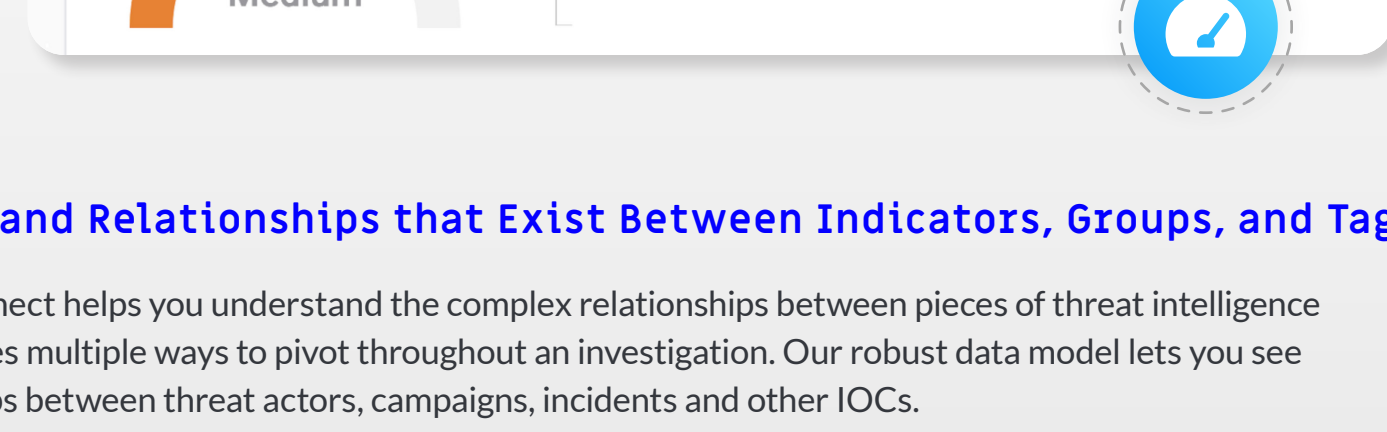 Medium
and Relationships that Exist Between Indicators, Groups, and Tag
nect helps you understand the complex relationships between pieces of threat intelligence
es multiple ways to pivot throughout an investigation. Our robust data model lets you see
ps between threat actors, campaigns, incidents and other IOCs.